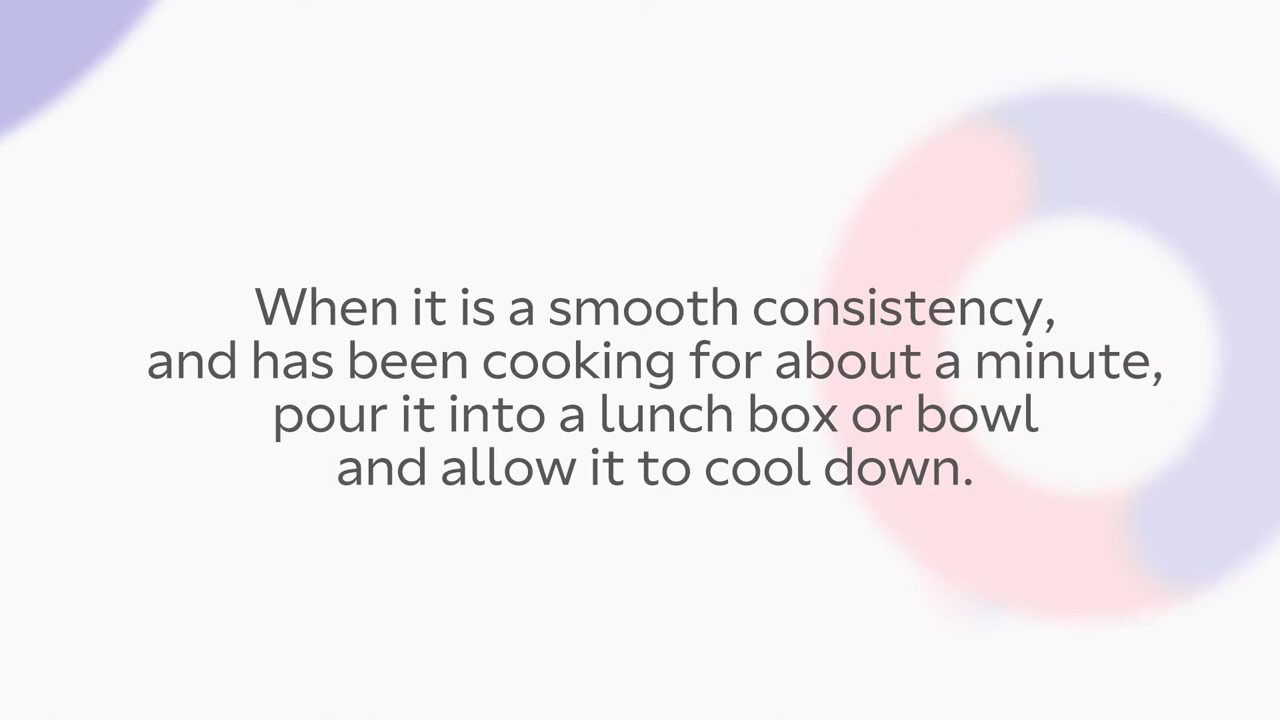 When it is a smooth consistency,
and has been cooking for about a minute,
pour it into a lunch box or bowl
and allow it to cool down.